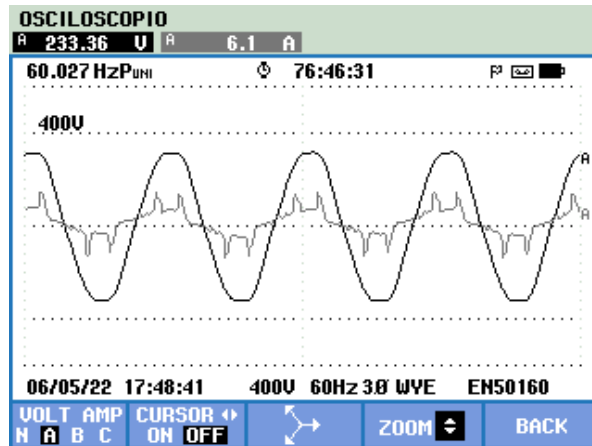 OSCILOSCOPIO
A 233.36 V A 6.1 A
60.027 HzPUNI 76:46:31 P
400V
A
A
06/05/22 17:48:41 400V 60Hz 3Ø WYE EN50160
VOLT AMP CURSOR ZOOM BACK
N A B C ON OFF